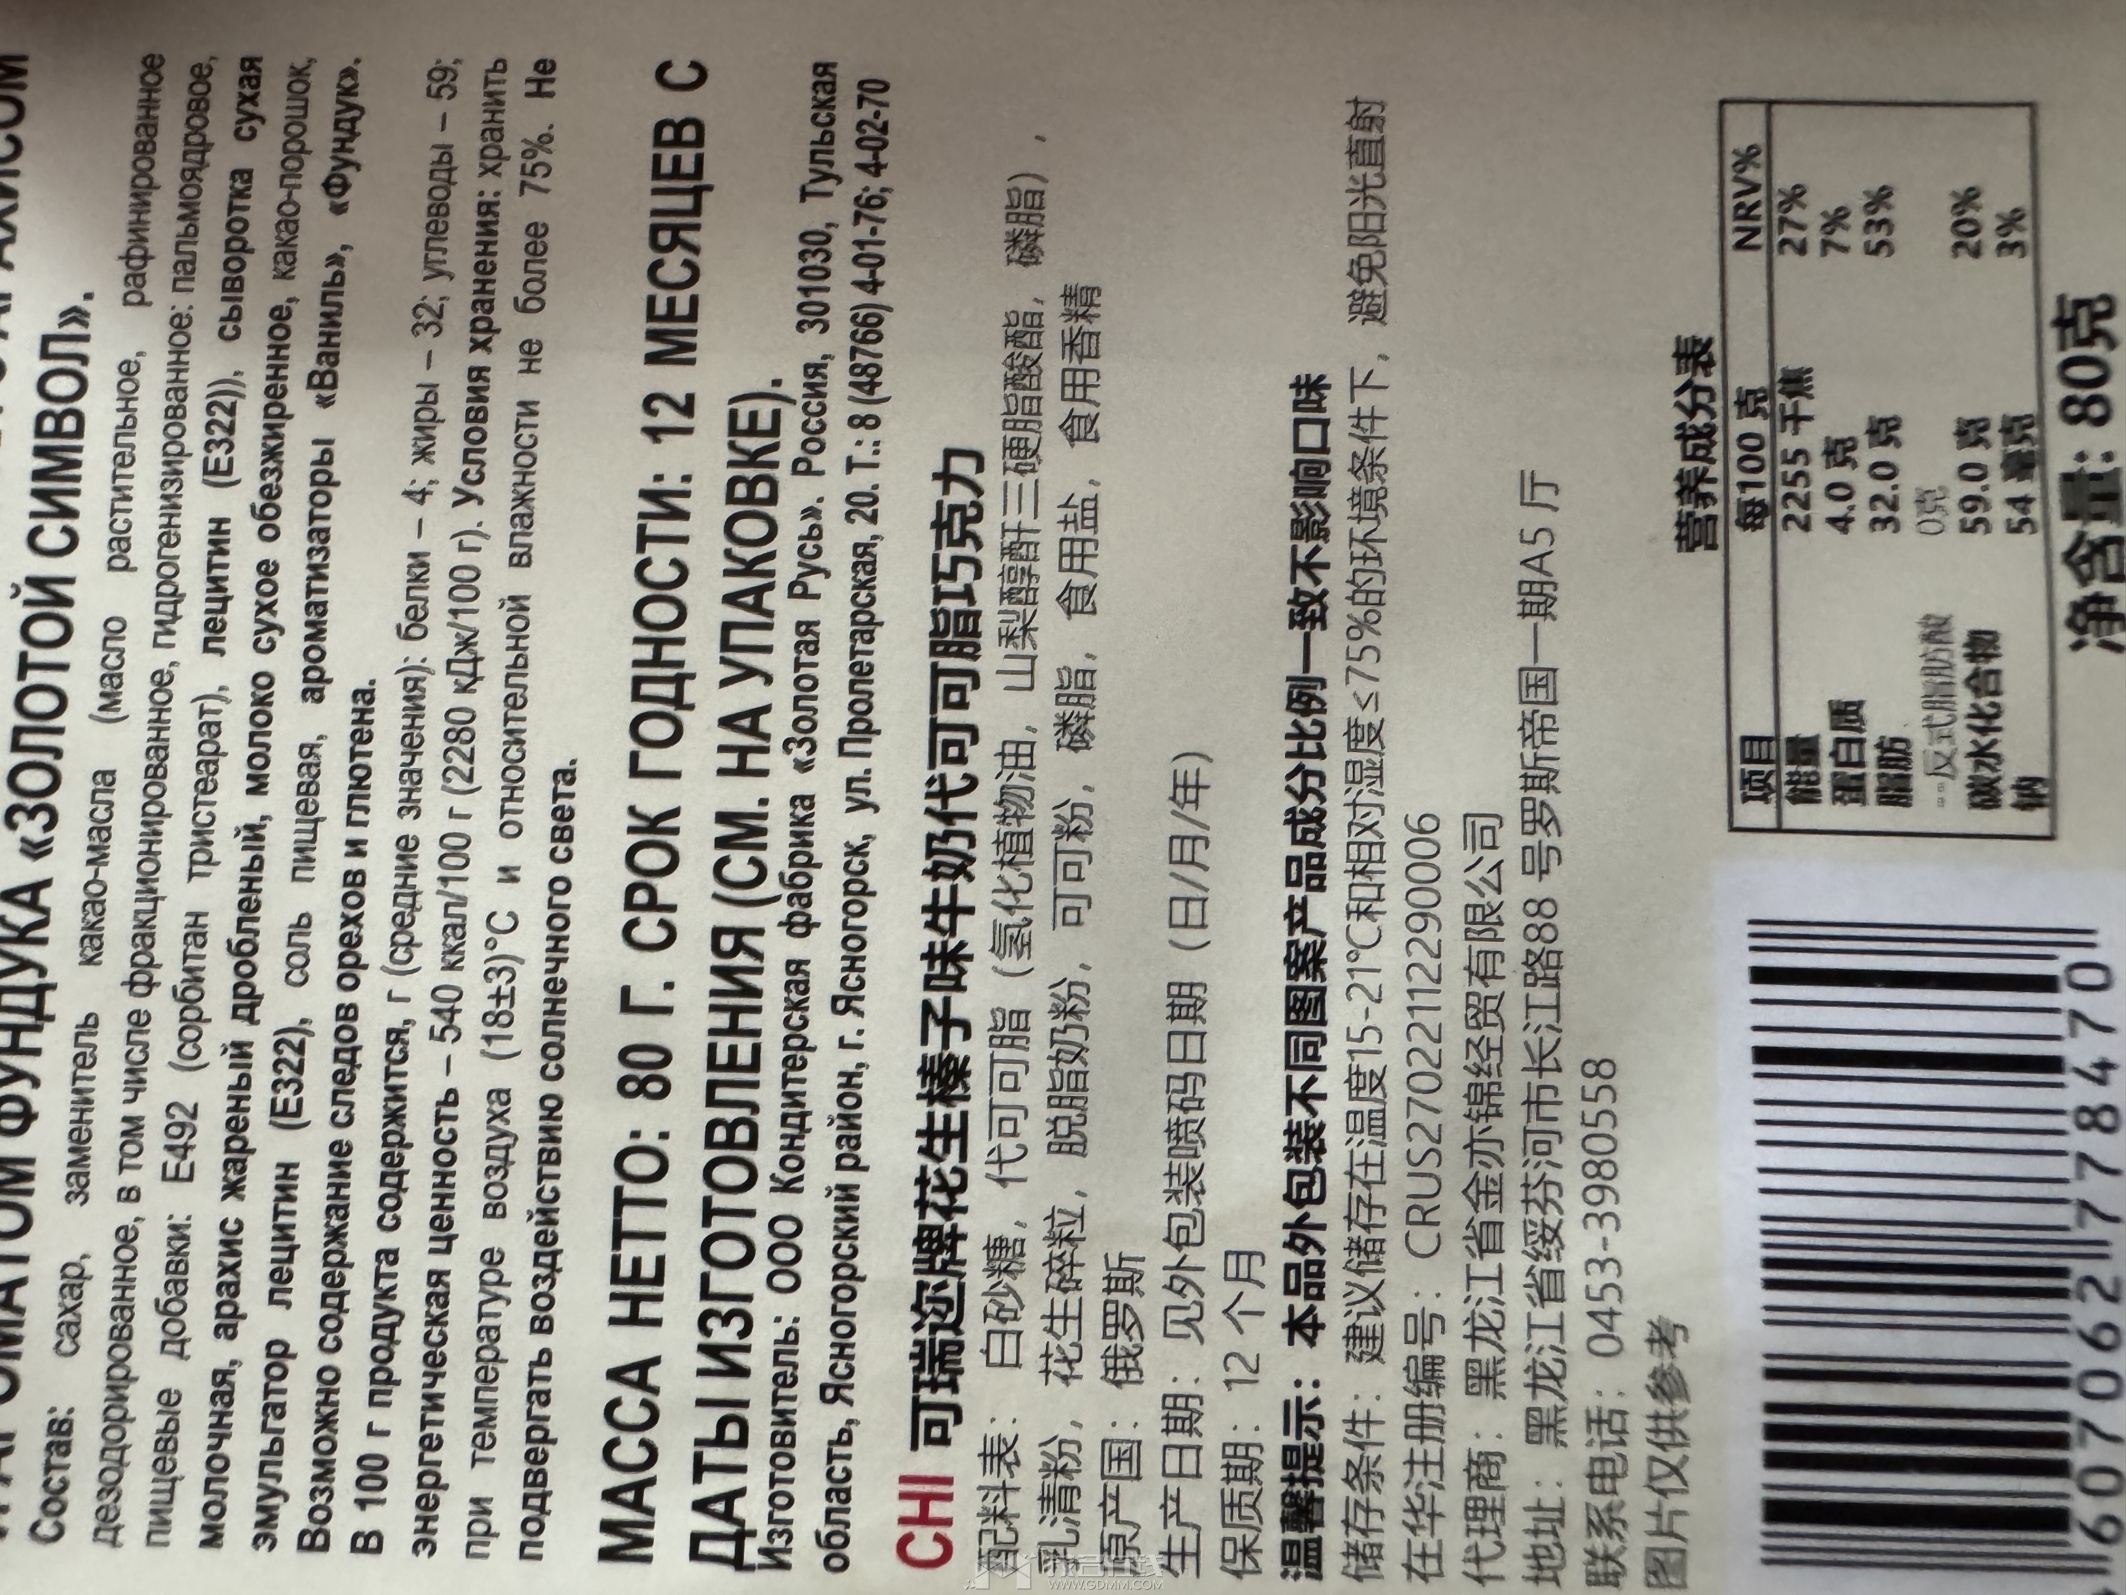 АРОМАТОМ ФУНДУКА «ЗОЛОТОЙ СИМВОЛ».
Состав: сахар, заменитель какао-масла (масло растительное, рафинированное
дезодорированное, в том числе фракционированное, гидрогенизированное: пальмоядровое,
пищевые добавки: Е492 (сорбитан тристеарат), лецитин (Е322)), сыворотка сухая
молочная, арахис жареный дробленый, молоко сухое обезжиренное, какао-порошок,
эмульгатор лецитин (Е322), соль пищевая, ароматизаторы «Ваниль», «Фундук».
Возможно содержание следов орехов и глютена.
В 100 г продукта содержится, г (средние значения): белки – 4; жиры – 32; углеводы – 59;
энергетическая ценность – 540 ккал/100 г (2280 кДж/100 г). Условия хранения: хранить
при температуре воздуха (18±3)°С и относительной влажности не более 75%. Не
подвергать воздействию солнечного света.
МАССА НЕТТО: 80 Г. СРОК ГОДНОСТИ: 12 МЕСЯЦЕВ С
ДАТЫ ИЗГОТОВЛЕНИЯ (СМ. НА УПАКОВКЕ).
Изготовитель: ООО Кондитерская фабрика «Золотая Русь». Россия, 301030, Тульская
область, Ясногорский район, г. Ясногорск, ул. Пролетарская, 20. Т.: 8 (48766) 4-01-76; 4-02-70
CHI 可瑞迩牌花生榛子味牛奶代可可脂巧克力
配料表： 白砂糖，代可可脂（氢化植物油，山梨醇酐三硬脂酸酯，磷脂），
乳清粉，花生碎粒，脱脂奶粉，可可粉，磷脂，食用盐，食用香精
原产国：俄罗斯
生产日期：见外包装喷码日期（日/月/年）
保质期：12 个月
温馨提示：本品外包装不同图案产品成分比例一致不影响口味
储存条件：建议储存在温度15-21℃和相对湿度≤75%的环境条件下，避免阳光直射
在华注册编号：CRUS27022112290006
代理商：黑龙江省金亦锦经贸有限公司
地址：黑龙江省绥芬河市长江路88 号罗斯帝国一期A5 厅
联系电话：0453-3980558
图片仅供参考
营养成分表
项目 每100 克 NRV%
能量 2255 千焦 27%
蛋白质 4.0 克 7%
脂肪 32.0 克 53%
--反式脂肪酸 0克
碳水化合物 59.0 克 20%
钠 54 毫克 3%
净含量: 80克
607062778470
WWW.GDMM.COM